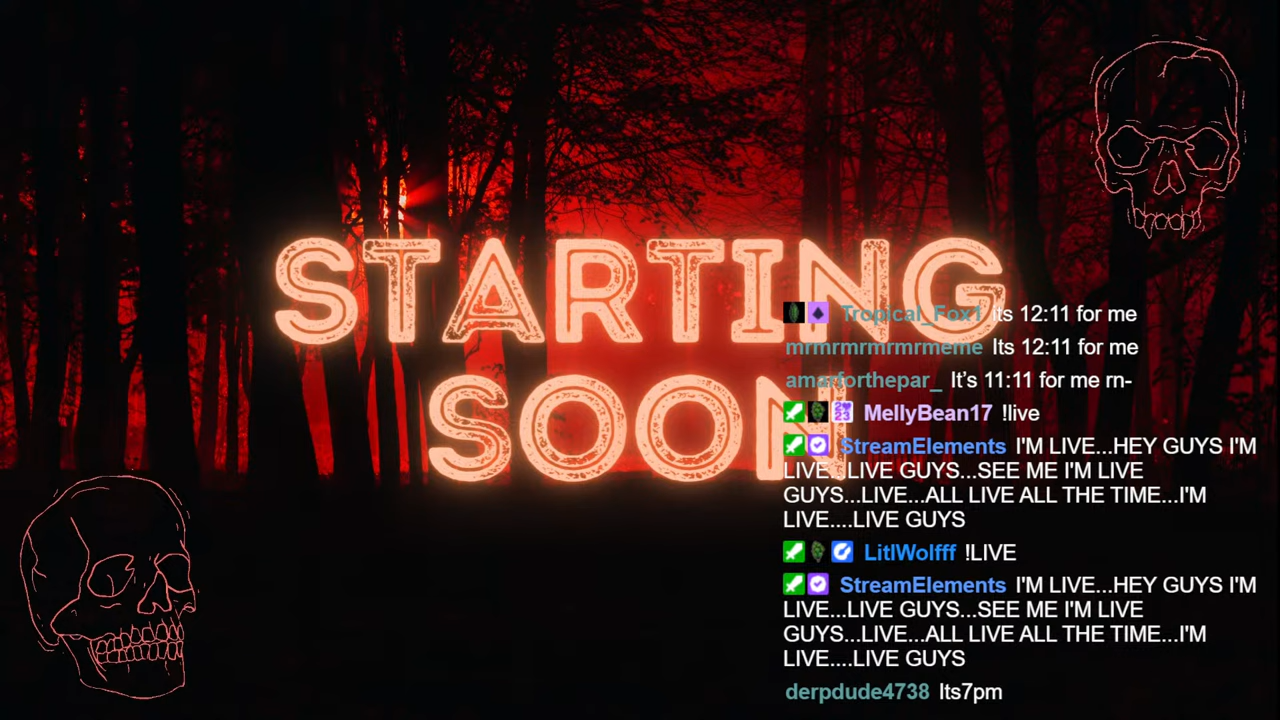 STARTING
SOON
Tropical_Fox1 its 12:11 for me
mrmrmrmrmrmeme Its 12:11 for me
amarforthepar_ It's 11:11 for me rn-
MellyBean17 !live
StreamElements I'M LIVE...HEY GUYS I'M
LIVE...LIVE GUYS...SEE ME I'M LIVE
GUYS...LIVE...ALL LIVE ALL THE TIME...I'M
LIVE....LIVE GUYS
LitlWolfff !LIVE
StreamElements I'M LIVE...HEY GUYS I'M
LIVE...LIVE GUYS...SEE ME I'M LIVE
GUYS...LIVE...ALL LIVE ALL THE TIME...I'M
LIVE....LIVE GUYS
derpdude4738 Its7pm